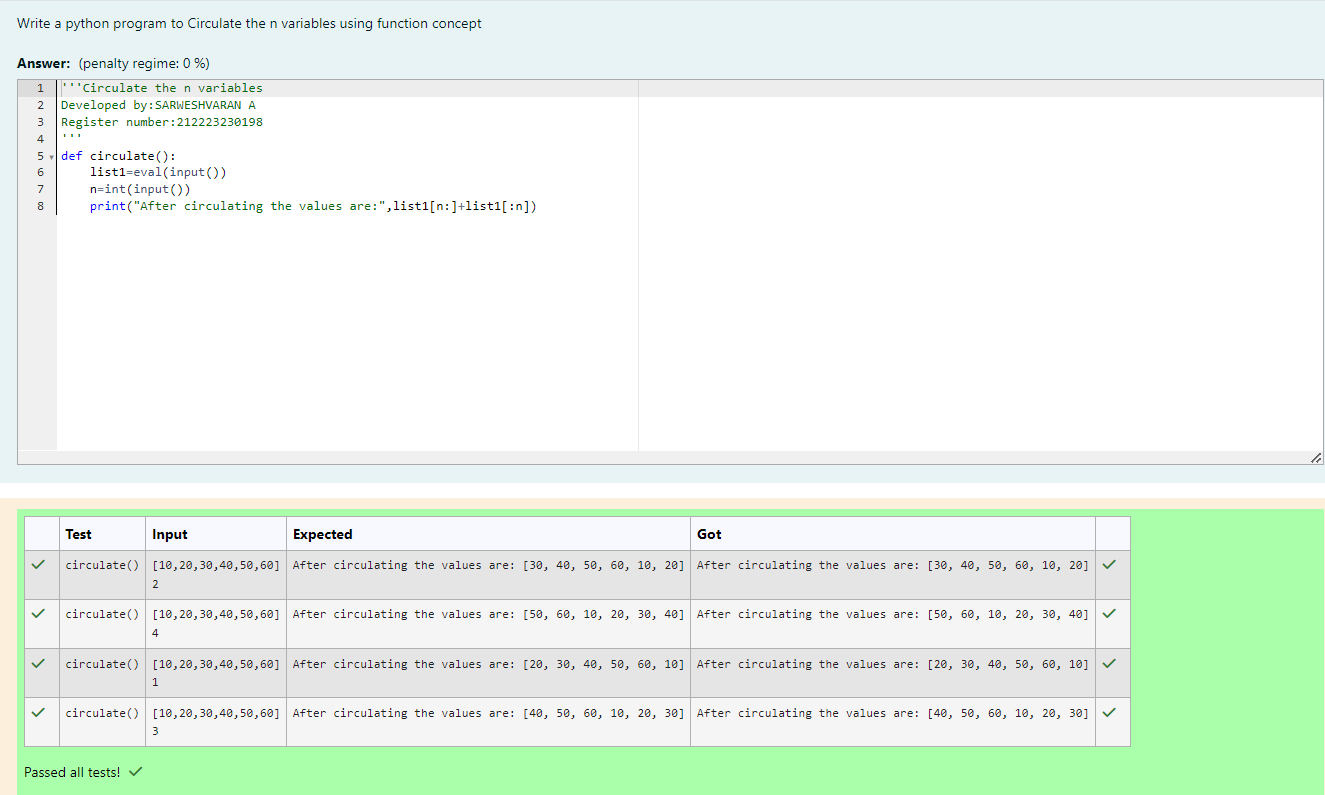 Write a python program to Circulate the n variables using function concept
Answer: (penalty regime: 0 %)
1 '''Circulate the n variables
2 Developed by:SARWESHVARAN A
3 Register number:212223230198
4 '''
5 def circulate():
6 list1=eval(input())
7 n=int(input())
8 print("After circulating the values are:",list1[n:]+list1[:n])
Test Input Expected Got
circulate() [10,20,30,40,50,60] After circulating the values are: [30, 40, 50, 60, 10, 20] After circulating the values are: [30, 40, 50, 60, 10, 20]
2
circulate() [10,20,30,40,50,60] After circulating the values are: [50, 60, 10, 20, 30, 40] After circulating the values are: [50, 60, 10, 20, 30, 40]
4
circulate() [10,20,30,40,50,60] After circulating the values are: [20, 30, 40, 50, 60, 10] After circulating the values are: [20, 30, 40, 50, 60, 10]
1
circulate() [10,20,30,40,50,60] After circulating the values are: [40, 50, 60, 10, 20, 30] After circulating the values are: [40, 50, 60, 10, 20, 30]
3
Passed all tests!